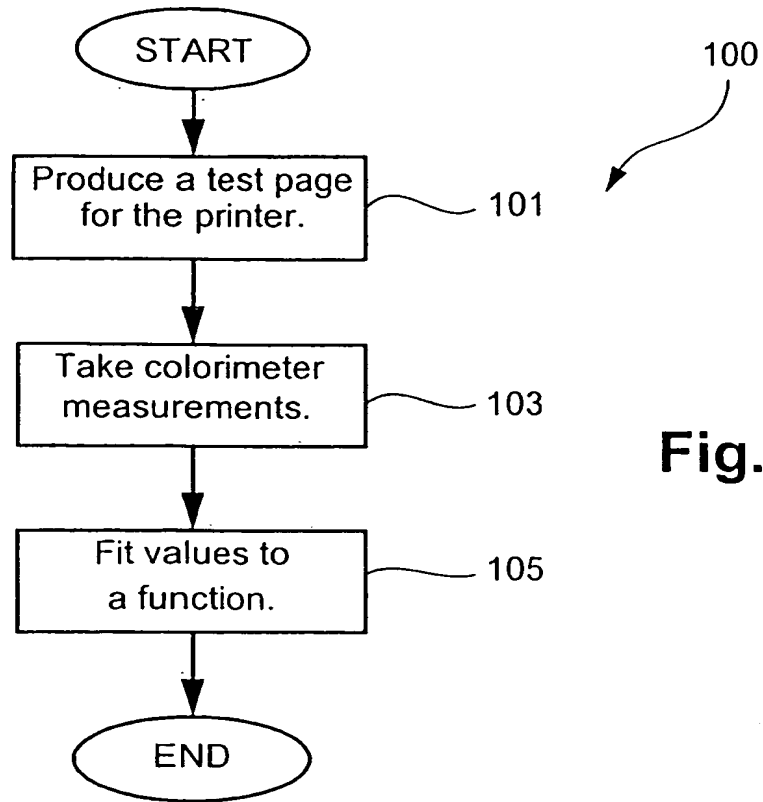 START
100
Produce a test page
for the printer.
101
Take colorimeter
measurements.
103
Fig.
Fit values to
a function.
105
END